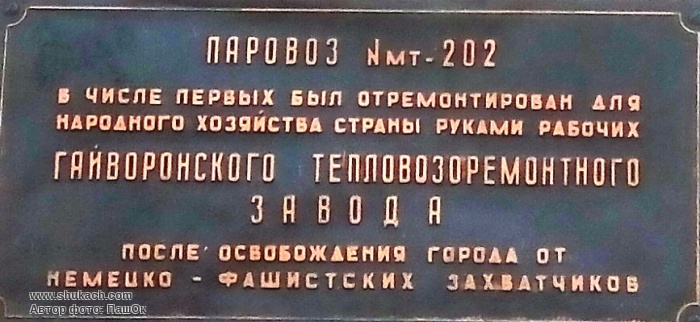 ПАРОВОЗ Nмт-202
В ЧИСЛЕ ПЕРВЫХ БЫЛ ОТРЕМОНТИРОВАН ДЛЯ
НАРОДНОГО ХОЗЯЙСТВА СТРАНЫ РУКАМИ РАБОЧИХ
ГАЙВОРОНСКОГО ТЕПЛОВОЗОРЕМОНТНОГО
ЗАВОДА
ПОСЛЕ ОСВОБОЖДЕНИЯ ГОРОДА ОТ
НЕМЕЦКО - ФАШИСТСКИХ ЗАХВАТЧИКОВ
www.shukach.com
Автор фото: ПашОк